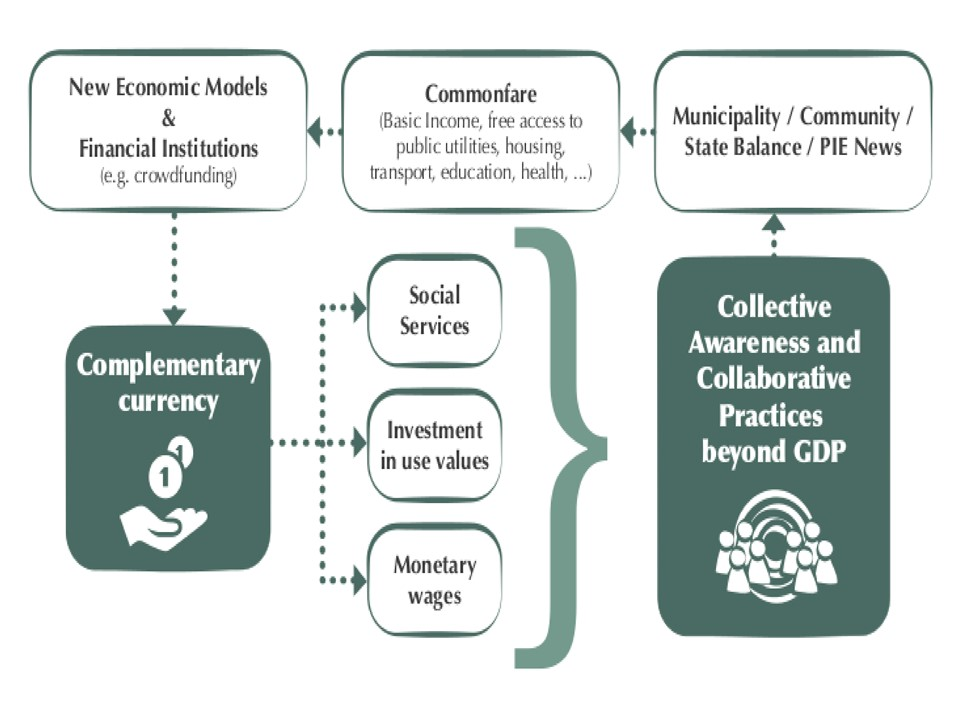 New Economic Models
&
Financial Institutions
(e.g. crowdfunding)
Commonfare
(Basic Income, free access to
public utilities, housing,
transport, education, health, ...)
Municipality / Community /
State Balance / PIE News
Complementary
currency
1
1
Social
Services
Investment
in use values
Monetary
wages
}
Collective
Awareness and
Collaborative
Practices
beyond GDP